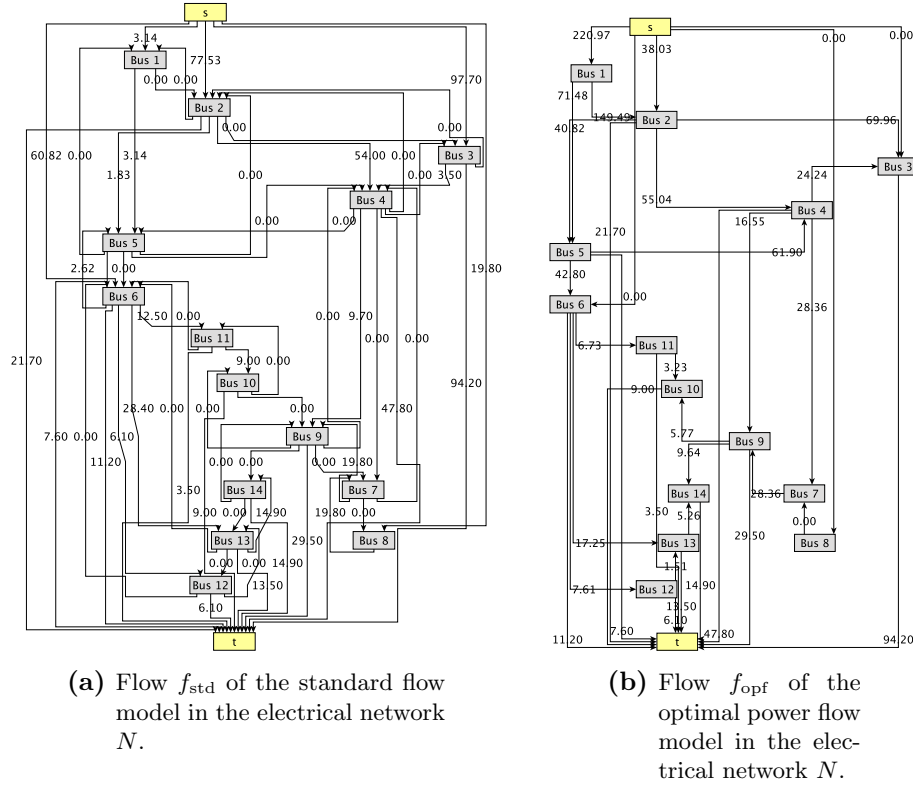 s
3.14
77.53
Bus 1
0.00 0.00
97.70
Bus 2
0.00
0.00
Bus 3
60.82 0.00
3.14
1.83
54.00 0.00
0.00 3.50
0.00
Bus 4
0.00
0.00
Bus 5
2.62 0.00
19.80
Bus 6
12.50 0.00
0.00 9.70
0.00 0.00
Bus 11
21.70
9.00 0.00
Bus 10
94.20
28.40 0.00
0.00
0.00
47.80
7.60 0.00
6.10
Bus 9
11.20
0.00 0.00
0.00 19.80
3.50
Bus 14
Bus 7
9.00 0.00
14.90
19.80 0.00
Bus 13
29.50
Bus 8
0.00 0.00
14.90
Bus 12
13.50
6.10
t
(a) Flow fstd of the standard flow
model in the electrical network
N.
s
220.97
38.03
0.00
0.00
Bus 1
71.48
149.49
Bus 2
40.82
69.96
Bus 3
24.24
55.04
Bus 4
16.55
21.70
Bus 5
61.90
42.80
0.00
Bus 6
28.36
6.73
Bus 11
3.23
9.00
Bus 10
5.77
Bus 9
9.64
Bus 14
28.36
Bus 7
3.50
5.26
0.00
17.25
Bus 13
29.50
Bus 8
1.51
7.61
Bus 12
14.90
13.50
6.10
11.20
7.60
t
47.80
94.20
(b) Flow fopf of the
optimal power flow
model in the elec-
trical network N.